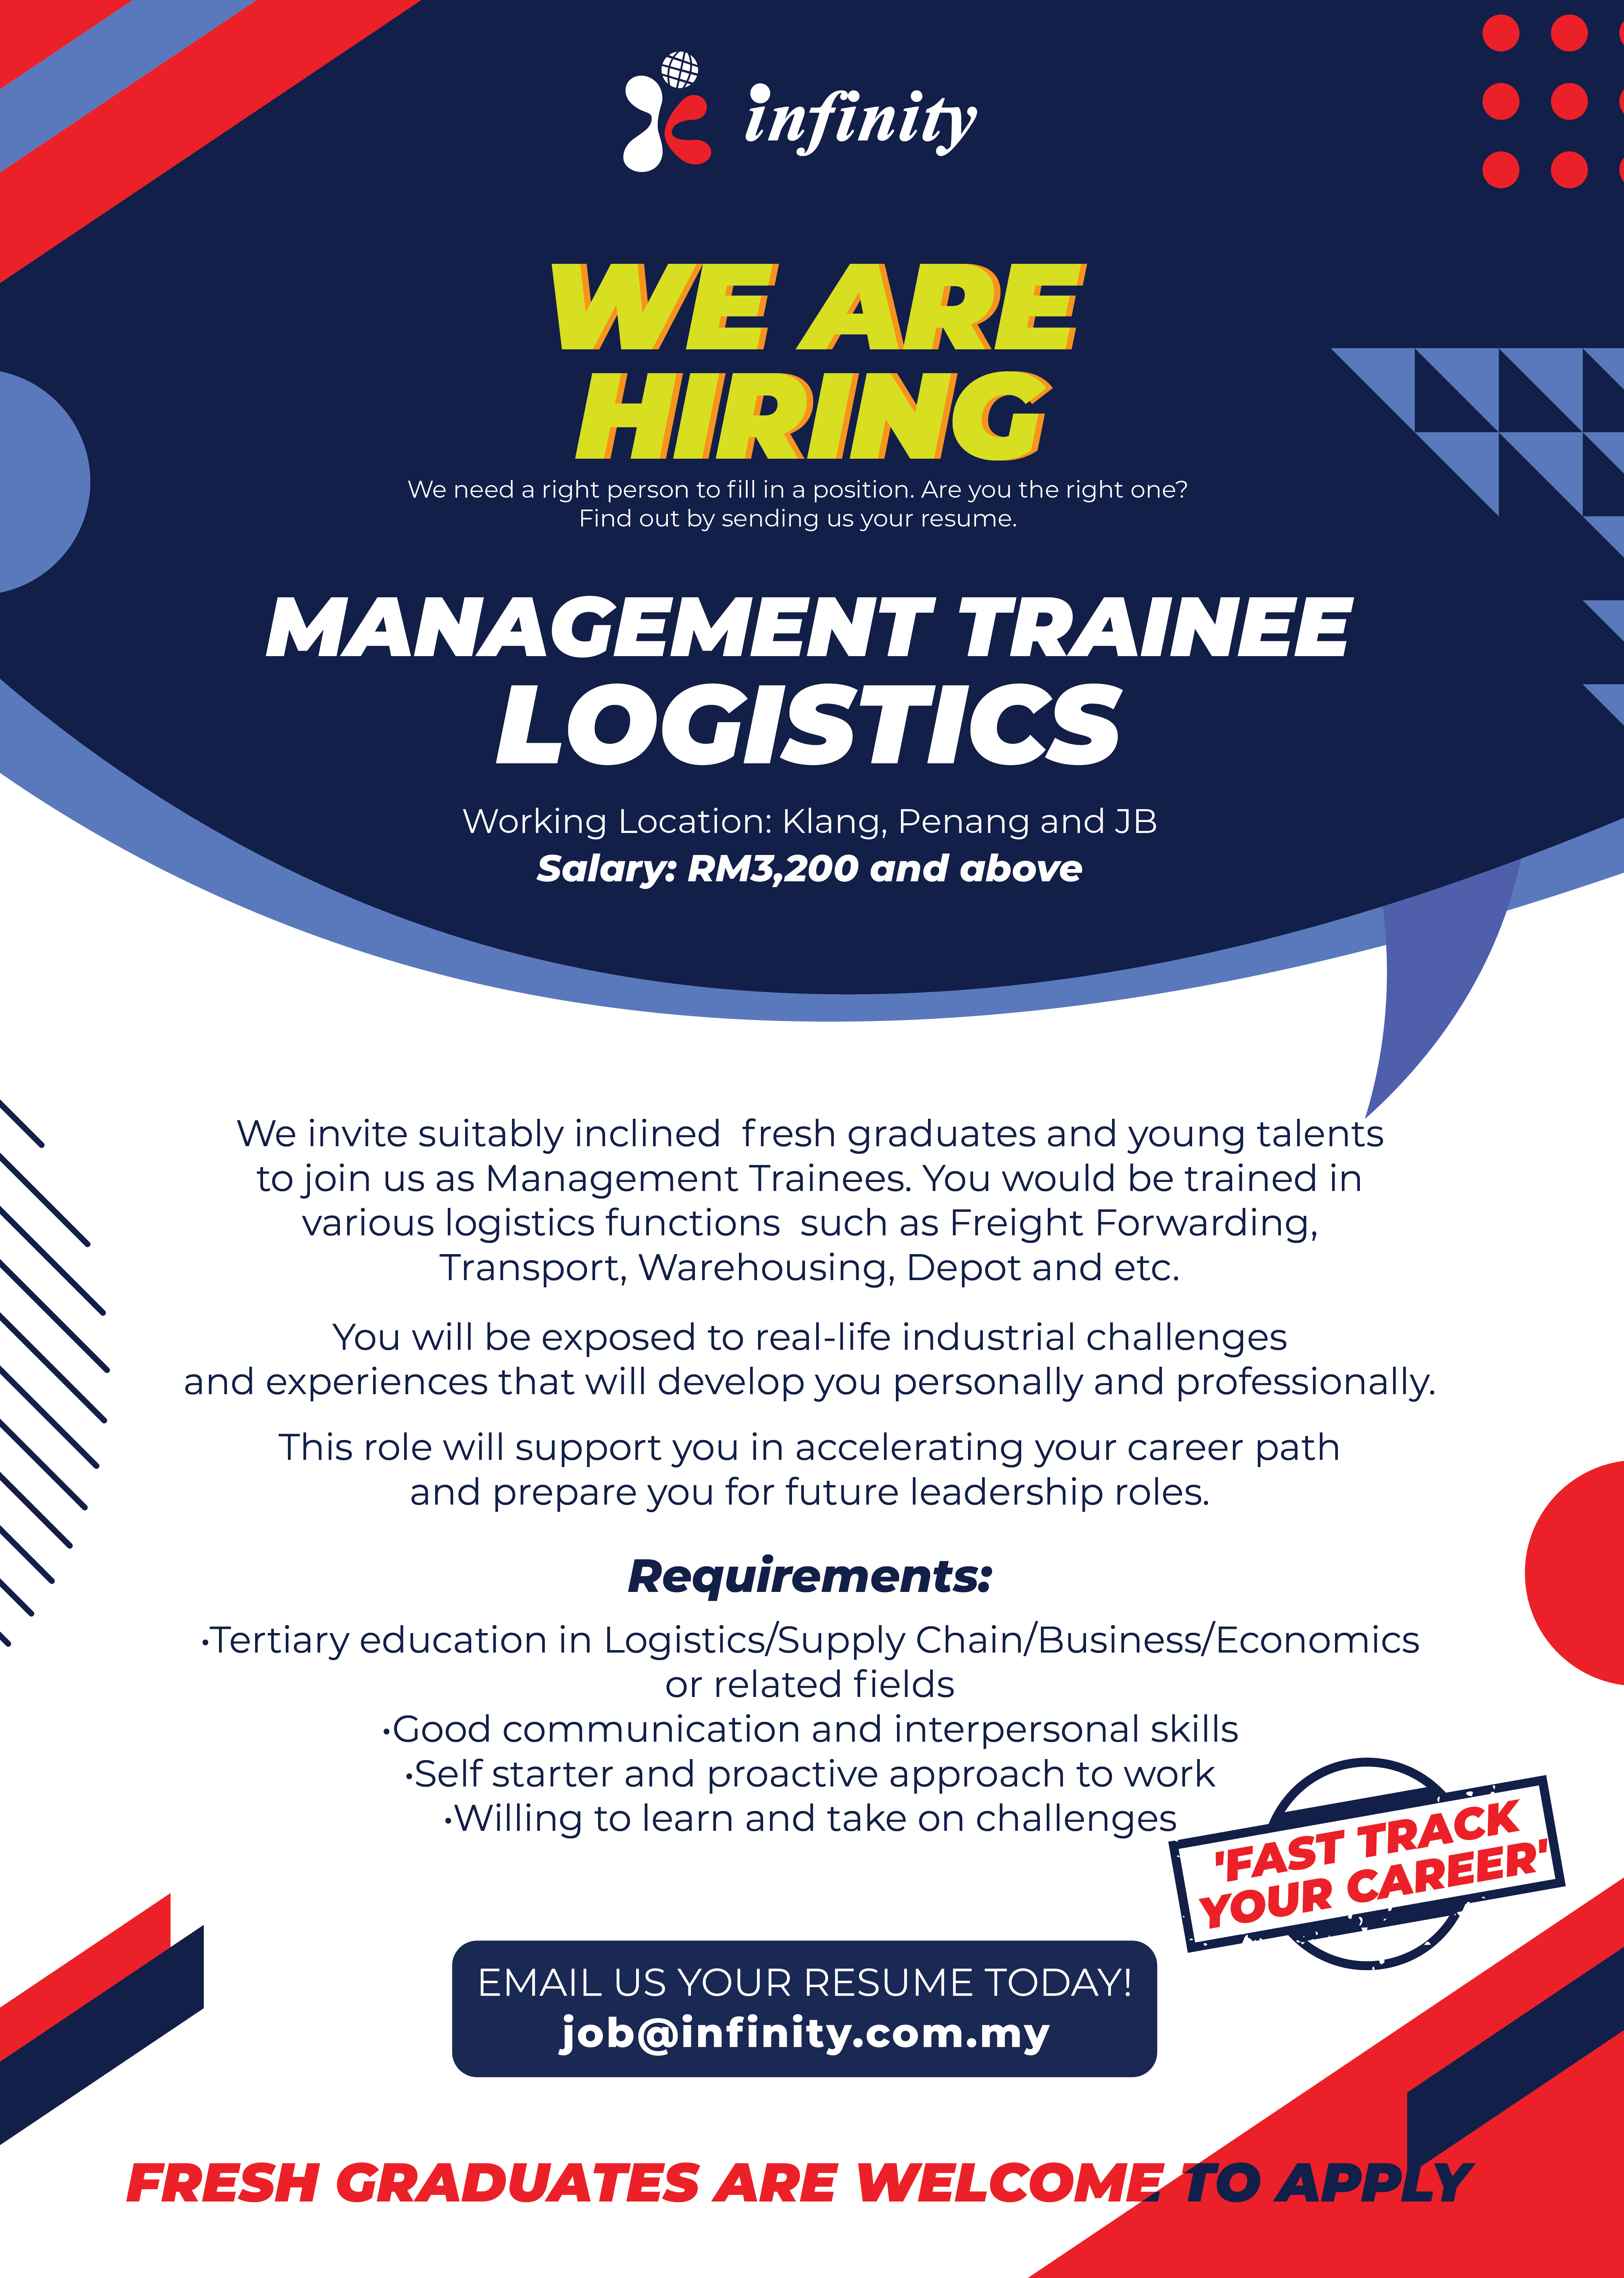 infinity
WE ARE
HIRING
We need a right person to fill in a position. Are you the right one?
Find out by sending us your resume.
MANAGEMENT TRAINEE
LOGISTICS
Working Location: Klang, Penang and JB
Salary: RM3,200 and above
We invite suitably inclined  fresh graduates and young talents
to join us as Management Trainees. You would be trained in
various logistics functions  such as Freight Forwarding,
Transport, Warehousing, Depot and etc.
You will be exposed to real-life industrial challenges
and experiences that will develop you personally and professionally.
This role will support you in accelerating your career path
and prepare you for future leadership roles.
Requirements:
•Tertiary education in Logistics/Supply Chain/Business/Economics
or related fields
•Good communication and interpersonal skills
•Self starter and proactive approach to work
•Willing to learn and take on challenges
'FAST TRACK
YOUR CAREER'
EMAIL US YOUR RESUME TODAY!
job@infinity.com.my
FRESH GRADUATES ARE WELCOME TO APPLY